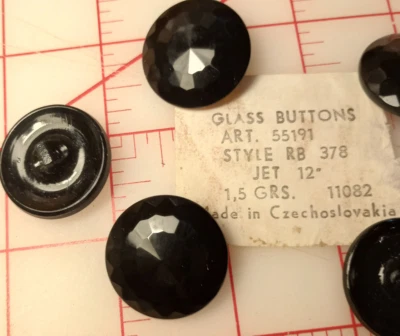 GLASS BUTTONS
ART. 55191
STYLE RB 378
JET 12"
1,5 GRS. 11082
Made in Czechoslovakia